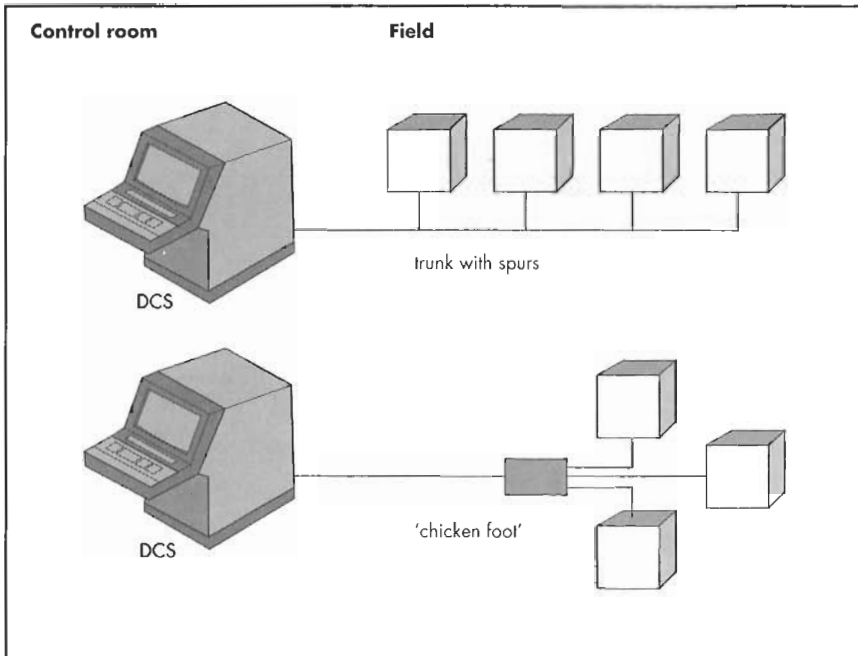 Control room
Field
trunk with spurs
DCS
'chicken foot'
DCS